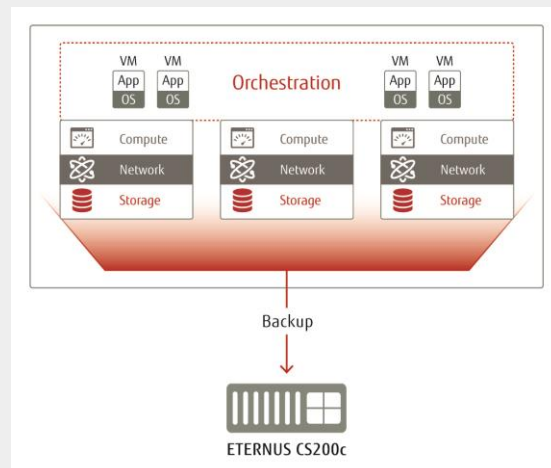 VM VM VM VM
App App Orchestration App App
OS OS OS OS
Compute Compute Compute
Network Network Network
Storage Storage Storage
Backup
ETERNUS CS200c